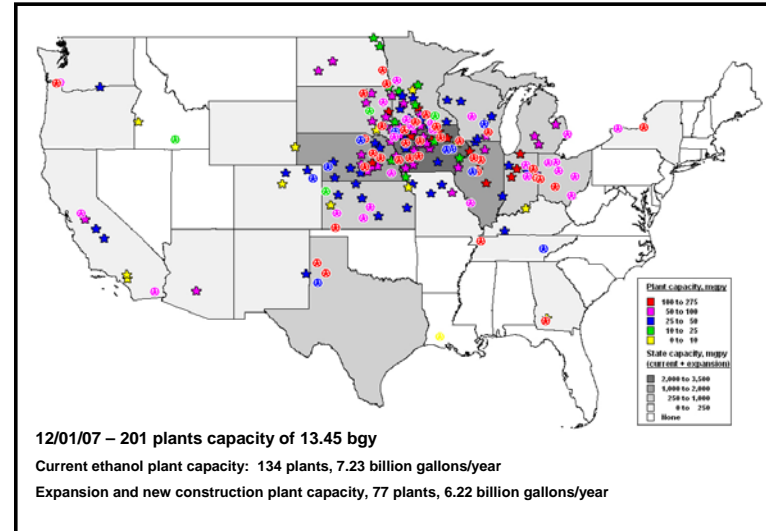 Plant capacity, mgpy
100 to 275
50 to 100
25 to 50
10 to 25
0 to 10
State capacity, mgpy
(current + expansion)
2,000 to 3,500
1,000 to 2,000
250 to 1,000
0 to 250
None
12/01/07 – 201 plants capacity of 13.45 bgy
Current ethanol plant capacity: 134 plants, 7.23 billion gallons/year
Expansion and new construction plant capacity, 77 plants, 6.22 billion gallons/year